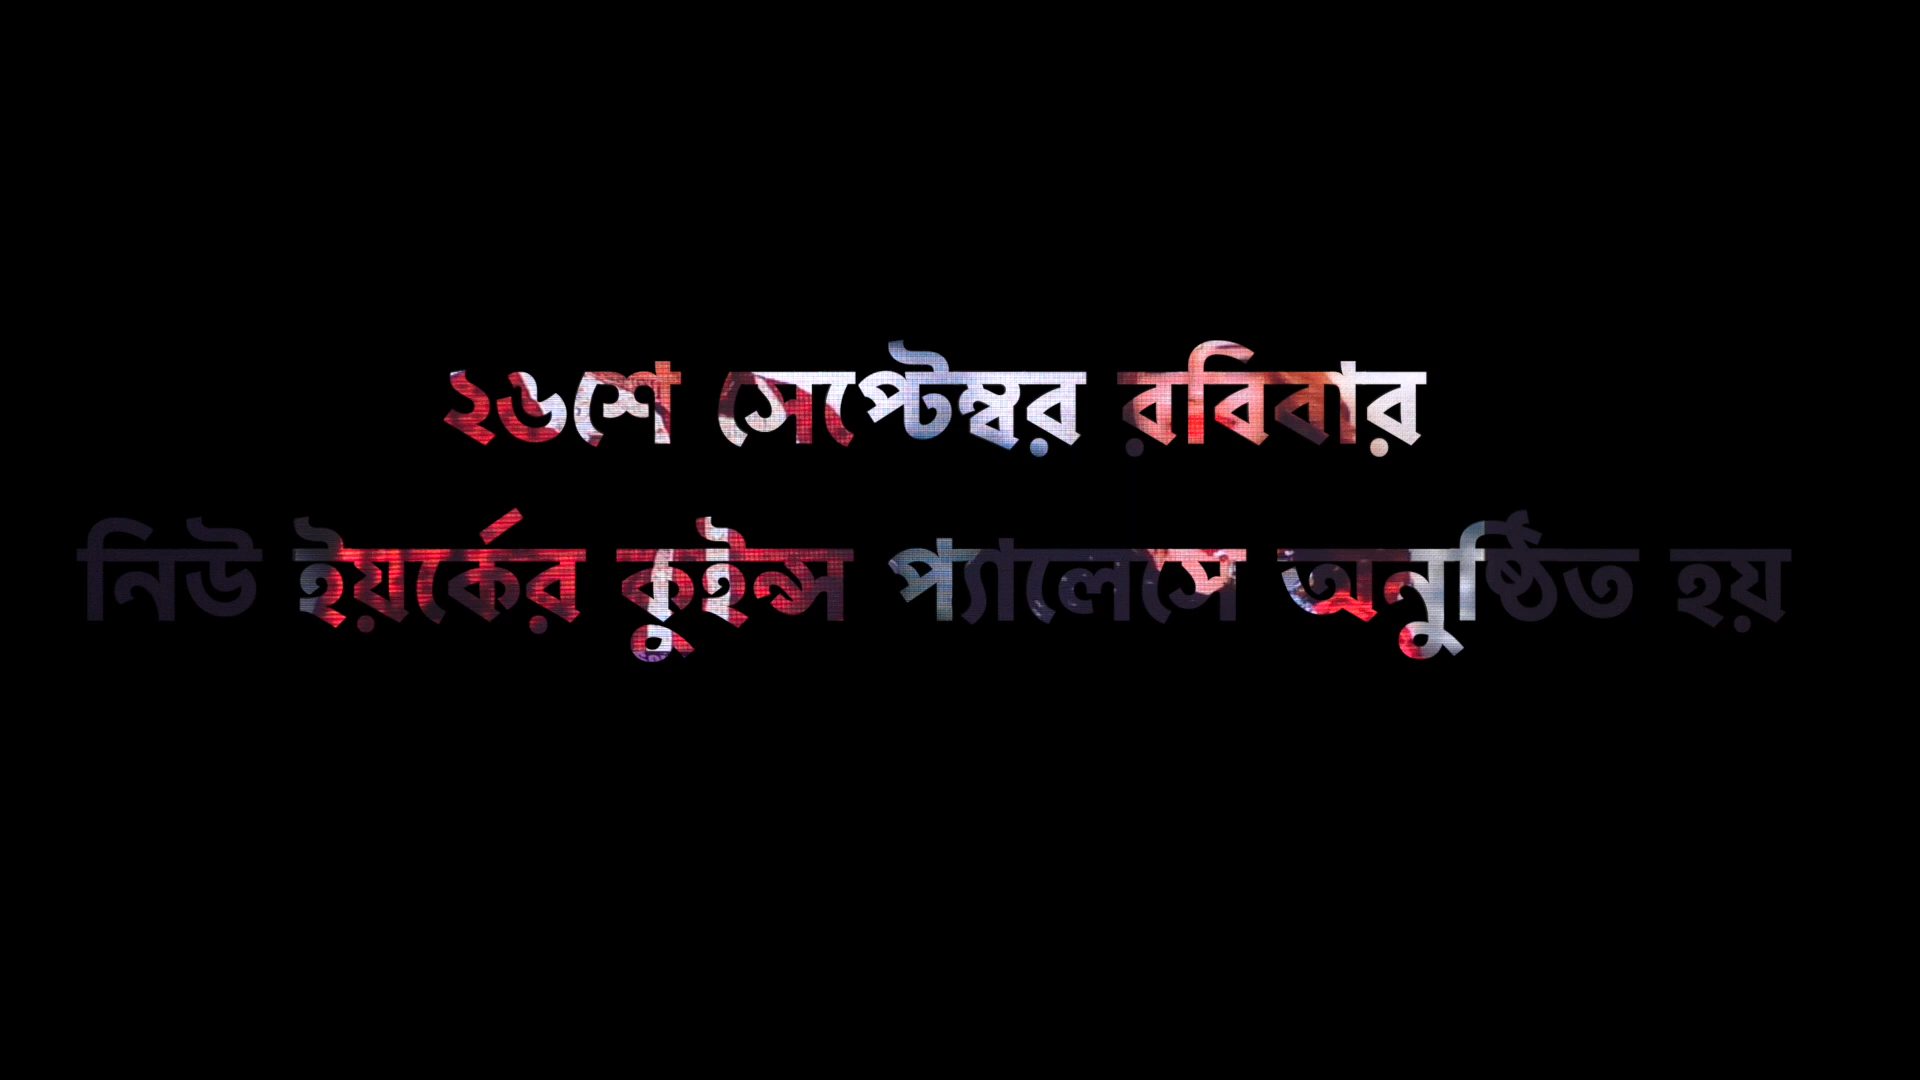 ২৬শে সেপ্টেম্বর রবিবার
নিউ ইয়র্কের কুইন্স প্যালেসে অনুষ্ঠিত হয়